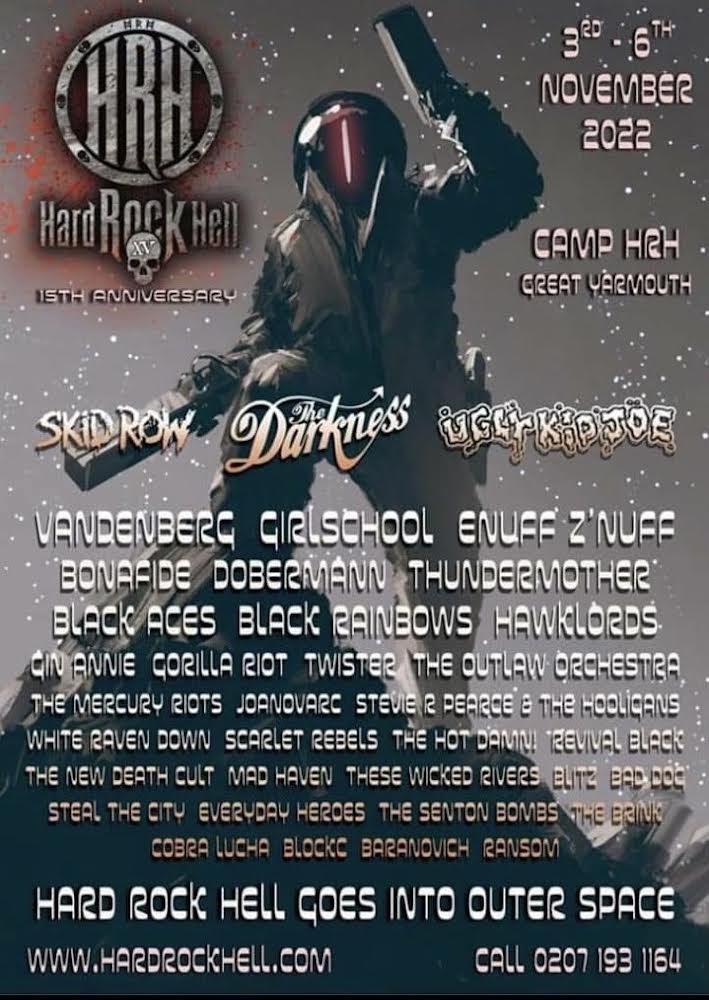 HRH
HRH
Hard Rock Hell
XV
15TH ANNIVERSARY
3RD - 6TH
NOVEMBER
2022
CAMP HRH
GREAT YARMOUTH
SKID ROW The Darkness UGLY KID JOE
VANDENBERG GIRLSCHOOL ENUFF Z'NUFF
BONAFIDE DOBERMANN THUNDERMOTHER
BLACK ACES BLACK RAINBOWS HAWKLORDS
GIN ANNIE GORILLA RIOT TWISTER THE OUTLAW ORCHESTRA
THE MERCURY RIOTS JOANOVARC STEVIE R PEARCE & THE HOOLIGANS
WHITE RAVEN DOWN SCARLET REBELS THE HOT DAMN! REVIVAL BLACK
THE NEW DEATH CULT MAD HAVEN THESE WICKED RIVERS BLITZ BAD DOG
STEAL THE CITY EVERYDAY HEROES THE SENTON BOMBS THE BRINK
COBRA LUCHA BLOCKC BARANOVICH RANSOM
HARD ROCK HELL GOES INTO OUTER SPACE
WWW.HARDROCKHELL.COM CALL 0207 193 1164